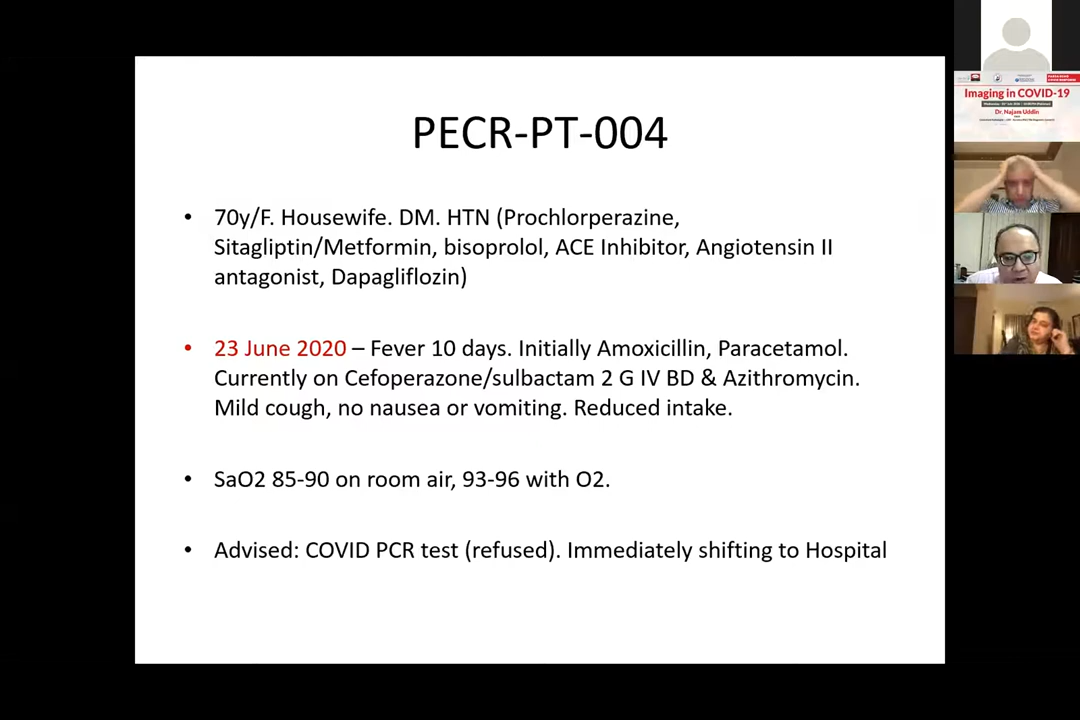 PECR-PT-004
• 70y/F. Housewife. DM. HTN (Prochlorperazine,
Sitagliptin/Metformin, bisoprolol, ACE Inhibitor, Angiotensin II
antagonist, Dapagliflozin)
• 23 June 2020 – Fever 10 days. Initially Amoxicillin, Paracetamol.
Currently on Cefoperazone/sulbactam 2 G IV BD & Azithromycin.
Mild cough, no nausea or vomiting. Reduced intake.
• SaO2 85-90 on room air, 93-96 with O2.
• Advised: COVID PCR test (refused). Immediately shifting to Hospital
Imaging in COVID-19
Dr. Najam Uddin